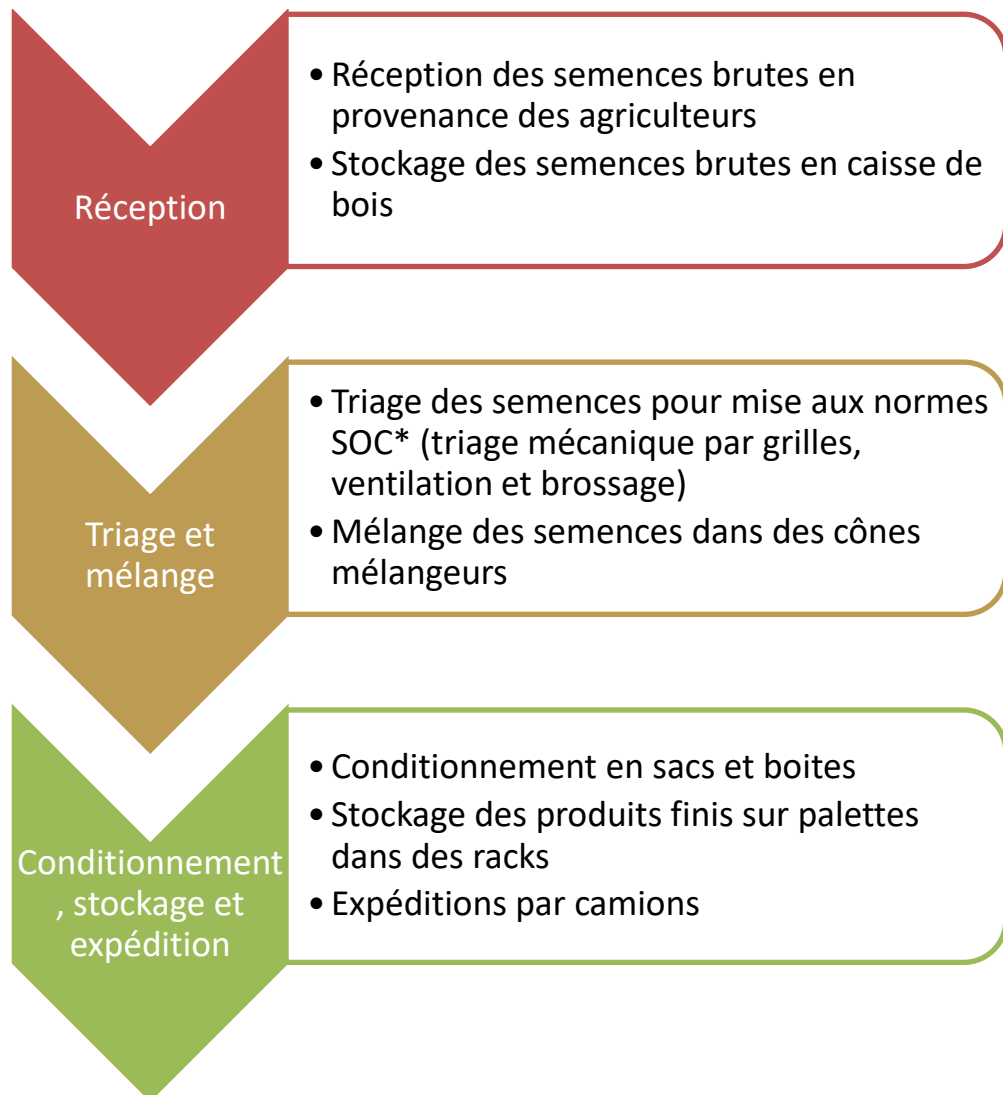 Réception
• Réception des semences brutes en
provenance des agriculteurs
• Stockage des semences brutes en caisse de
bois
Triage et
mélange
• Triage des semences pour mise aux normes
SOC* (triage mécanique par grilles,
ventilation et brossage)
• Mélange des semences dans des cônes
mélangeurs
Conditionnement
, stockage et
expédition
• Conditionnement en sacs et boites
• Stockage des produits finis sur palettes
dans des racks
• Expéditions par camions